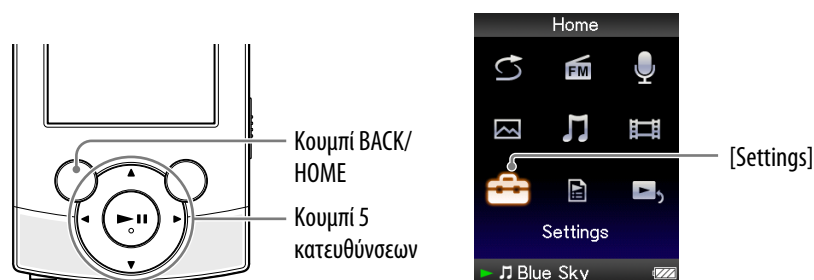 Home
FM
Κουμπί BACK/
HOME
[Settings]
Κουμπί 5
κατευθύνσεων
Settings
Blue Sky